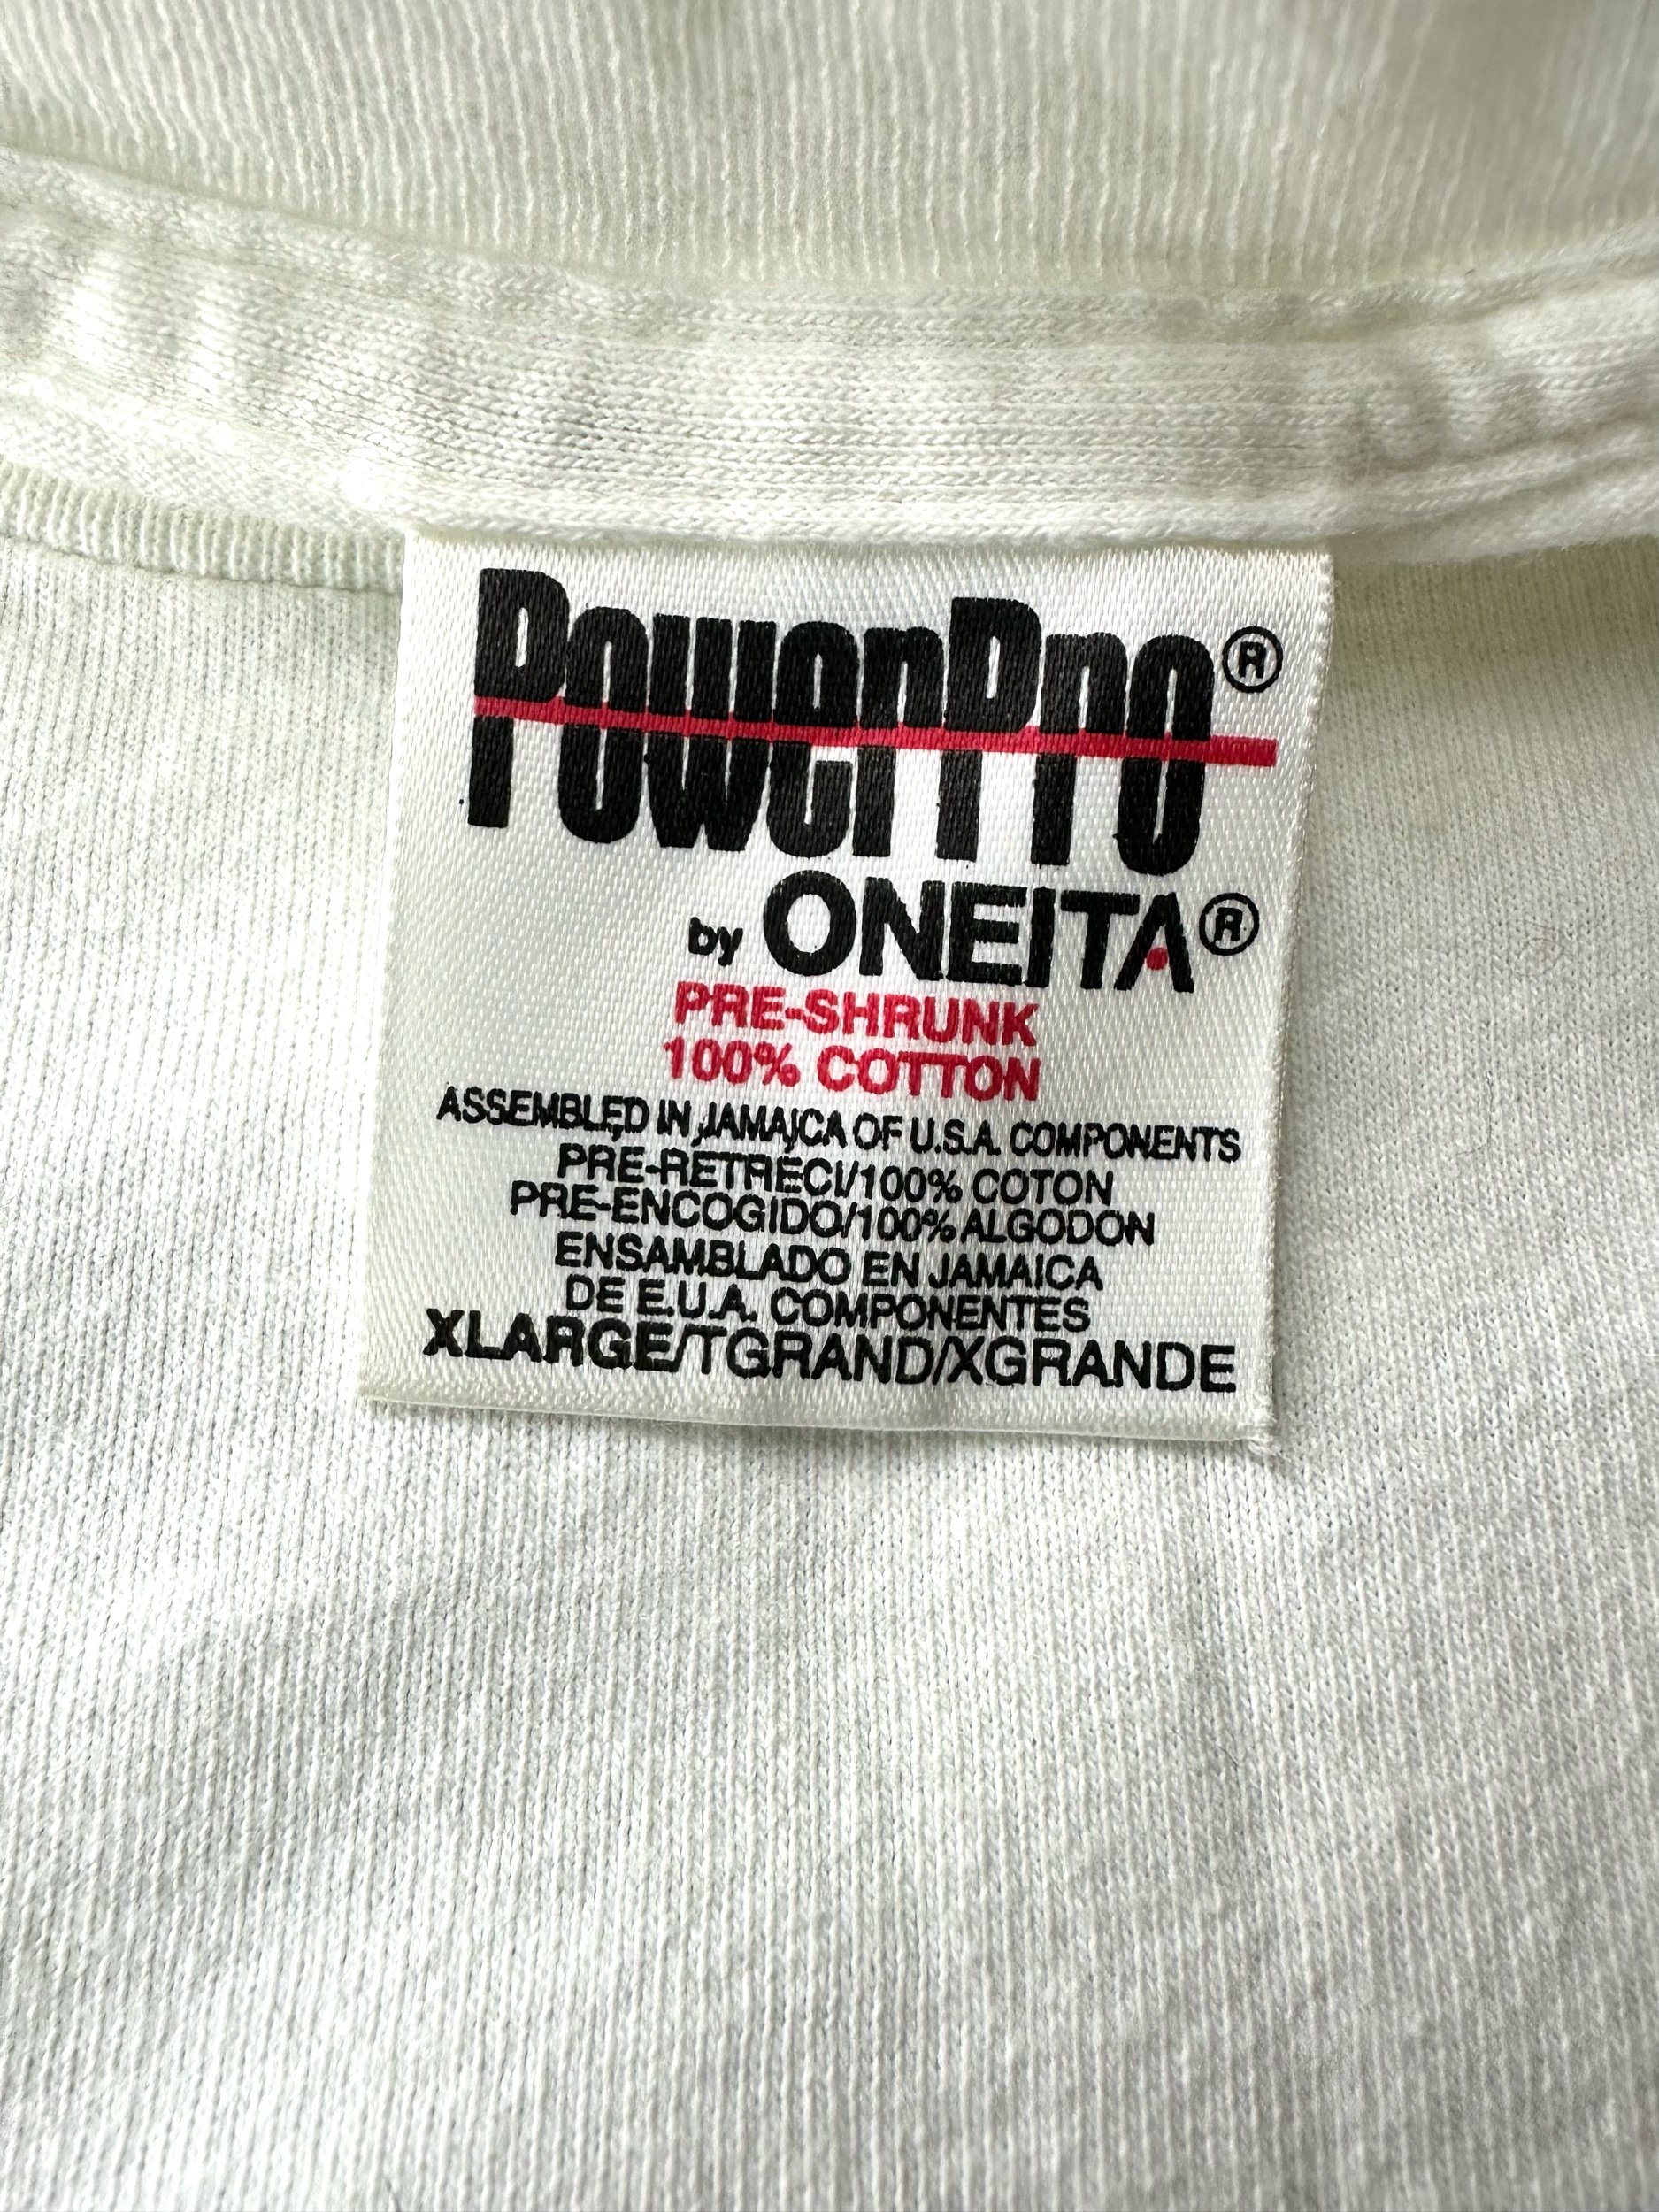 PowerPro®
by ONEITA®
PRE-SHRUNK
100% COTTON
ASSEMBLED IN JAMAICA OF U.S.A. COMPONENTS
PRE-RETRÉCI/100% COTON
PRE-ENCOGIDO/100% ALGODON
ENSAMBLADO EN JAMAICA
DE E.U.A. COMPONENTES
XLARGE/TGRAND/XGRANDE